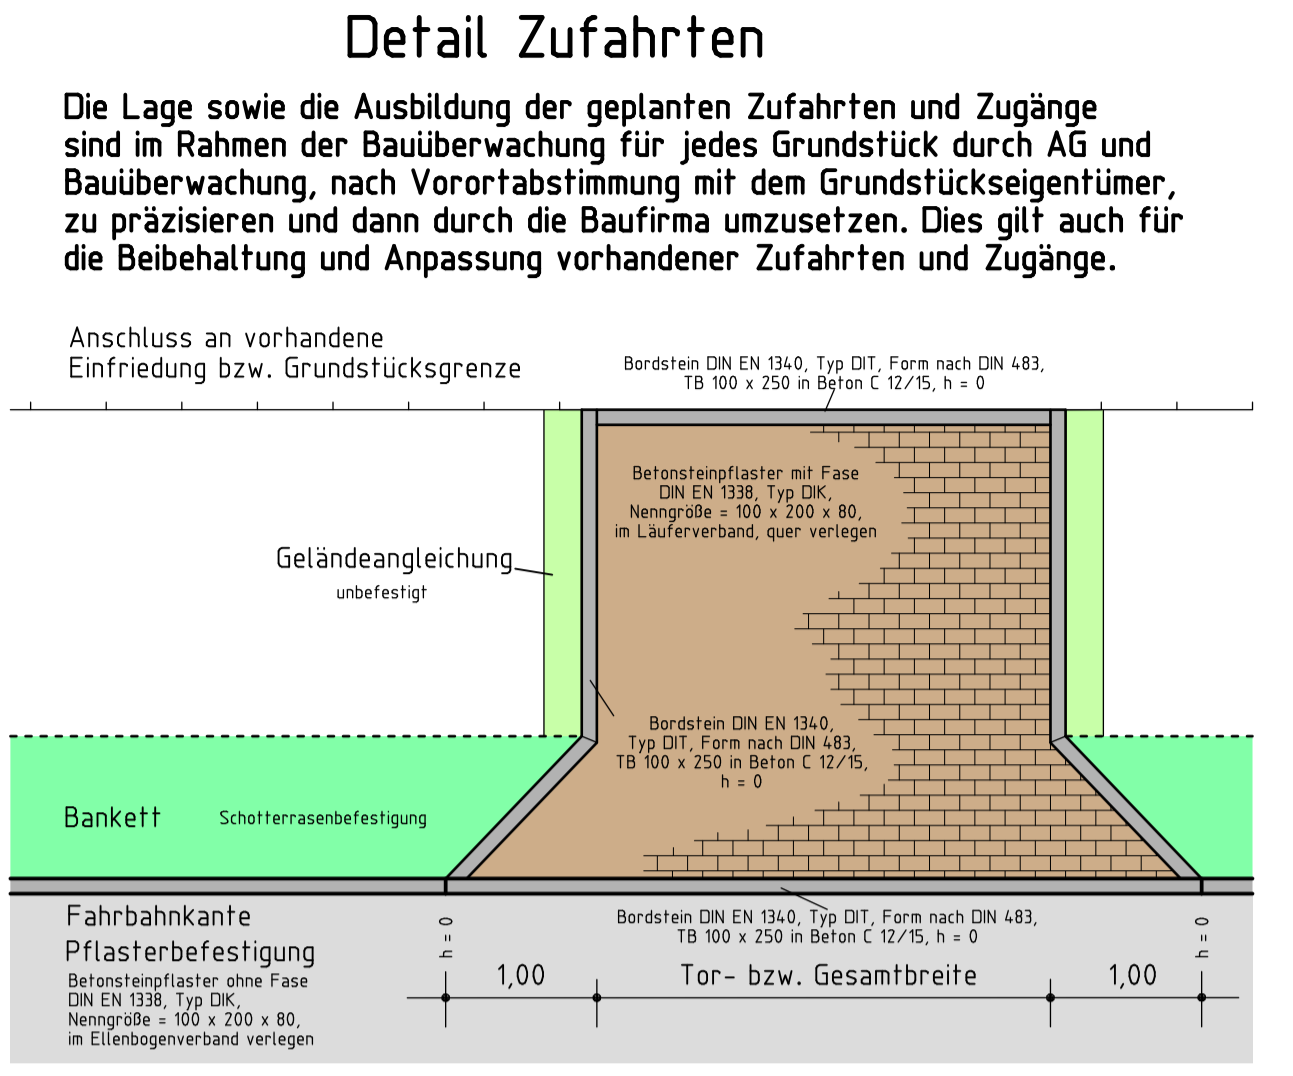 Detail Zufahrten
Die Lage sowie die Ausbildung der geplanten Zufahrten und Zugänge
sind im Rahmen der Bauüberwachung für jedes Grundstück durch AG und
Bauüberwachung, nach Vorortabstimmung mit dem Grundstückseigentümer,
zu präzisieren und dann durch die Baufirma umzusetzen. Dies gilt auch für
die Beibehaltung und Anpassung vorhandener Zufahrten und Zugänge.
Anschluss an vorhandene
Einfriedung bzw. Grundstücksgrenze
Bordstein DIN EN 1340, Typ DIT, Form nach DIN 483,
TB 100 x 250 in Beton C 12/15, h = 0
Betonsteinpflaster mit Fase
DIN EN 1338, Typ DIK,
Nenngröße = 100 x 200 x 80,
im Läuferverband, quer verlegen
Geländeangleichung
unbefestigt
Bordstein DIN EN 1340,
Typ DIT, Form nach DIN 483,
TB 100 x 250 in Beton C 12/15,
h = 0
Bankett
Schotterrasenbefestigung
Fahrbahnkante
Pflasterbefestigung
Betonsteinpflaster ohne Fase
DIN EN 1338, Typ DIK,
Nenngröße = 100 x 200 x 80,
im Ellenbogenverband verlegen
h = 0
Bordstein DIN EN 1340, Typ DIT, Form nach DIN 483,
TB 100 x 250 in Beton C 12/15, h = 0
h = 0
1,00
Tor- bzw. Gesamtbreite
1,00